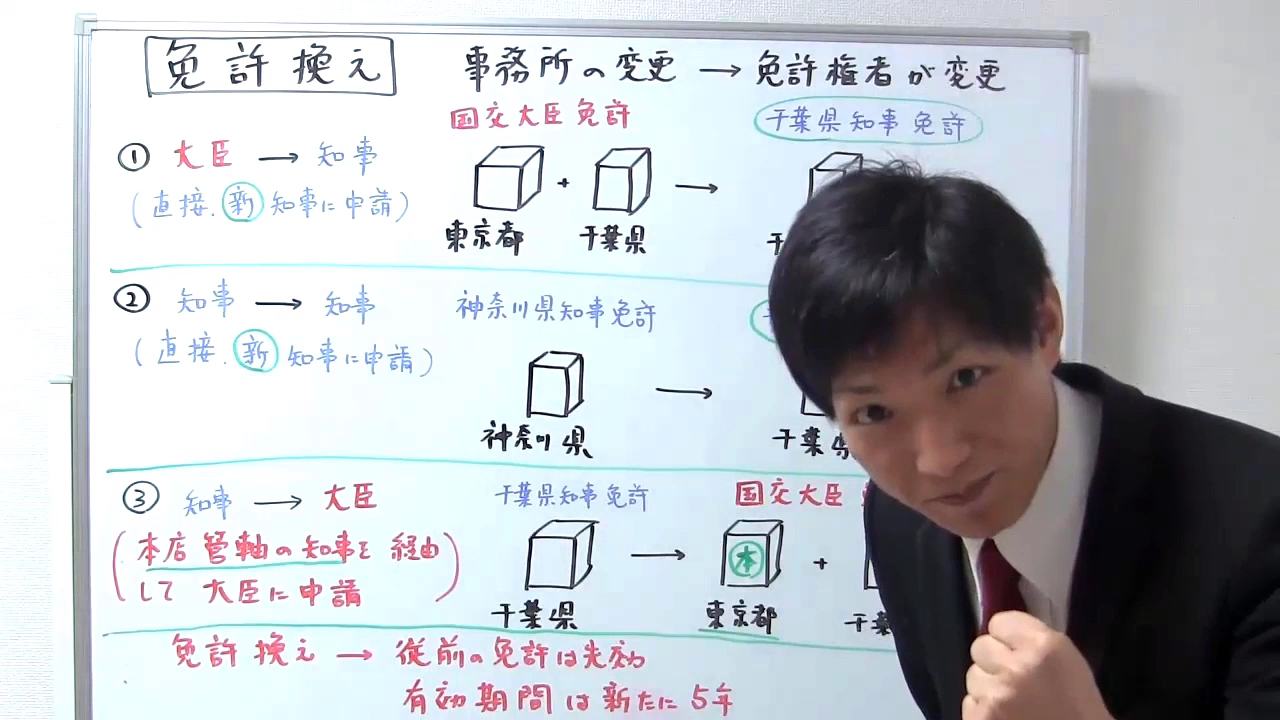 免許換え
事務所の変更 → 免許権者が変更
国交大臣免許
千葉県知事免許
① 大臣 → 知事
(直接、新知事に申請)
+ →
東京都 千葉県 千
② 知事 → 知事
(直接、新知事に申請)
神奈川県知事免許
→
神奈川県 千葉県
③ 知事 → 大臣
(本店管轄の知事を経由
して大臣に申請)
千葉県知事免許
国交大臣
→ 本 +
千葉県 東京都 千葉
免許換え → 従前の免許は失効
有効期間は新たに5年